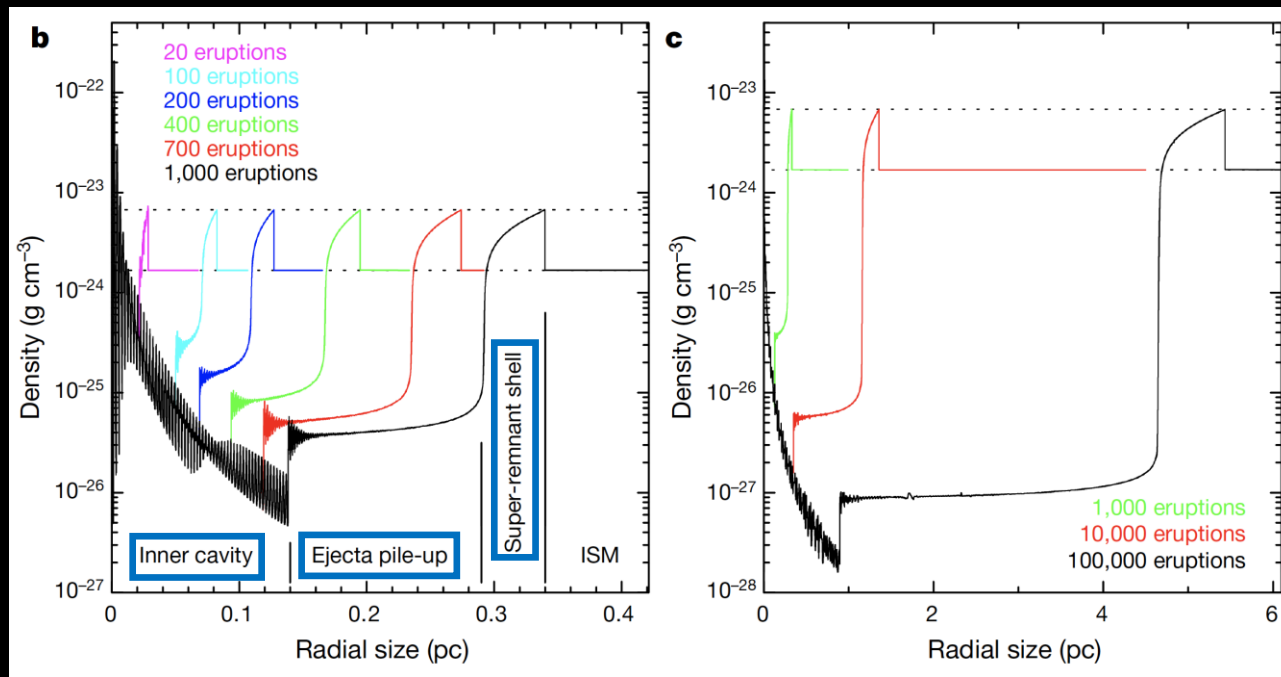 b
20 eruptions
100 eruptions
200 eruptions
400 eruptions
700 eruptions
1,000 eruptions
10⁻²²
10⁻²³
10⁻²⁴
10⁻²⁵
10⁻²⁶
10⁻²⁷
Density (g cm⁻³)
Inner cavity
Ejecta pile-up
Super-remnant shell
ISM
0 0.1 0.2 0.3 0.4
Radial size (pc)
c
10⁻²³
10⁻²⁴
10⁻²⁵
10⁻²⁶
10⁻²⁷
10⁻²⁸
Density (g cm⁻³)
1,000 eruptions
10,000 eruptions
100,000 eruptions
0 2 4 6
Radial size (pc)